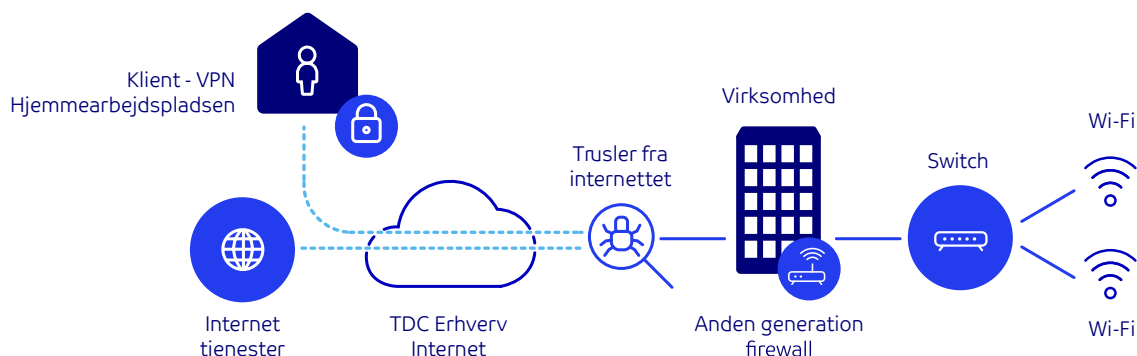 Klient - VPN
Hjemmearbejdspladsen
Internet
tjenester
TDC Erhverv
Internet
Trusler fra
internettet
Virksomhed
Anden generation
firewall
Switch
Wi-Fi
Wi-Fi